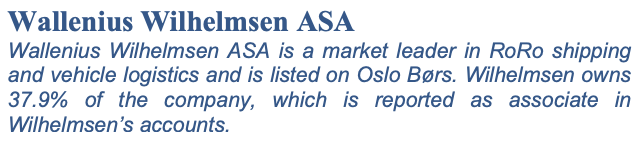 Wallenius Wilhelmsen ASA
Wallenius Wilhelmsen ASA is a market leader in RoRo shipping
and vehicle logistics and is listed on Oslo Børs. Wilhelmsen owns
37.9% of the company, which is reported as associate in
Wilhelmsen’s accounts.